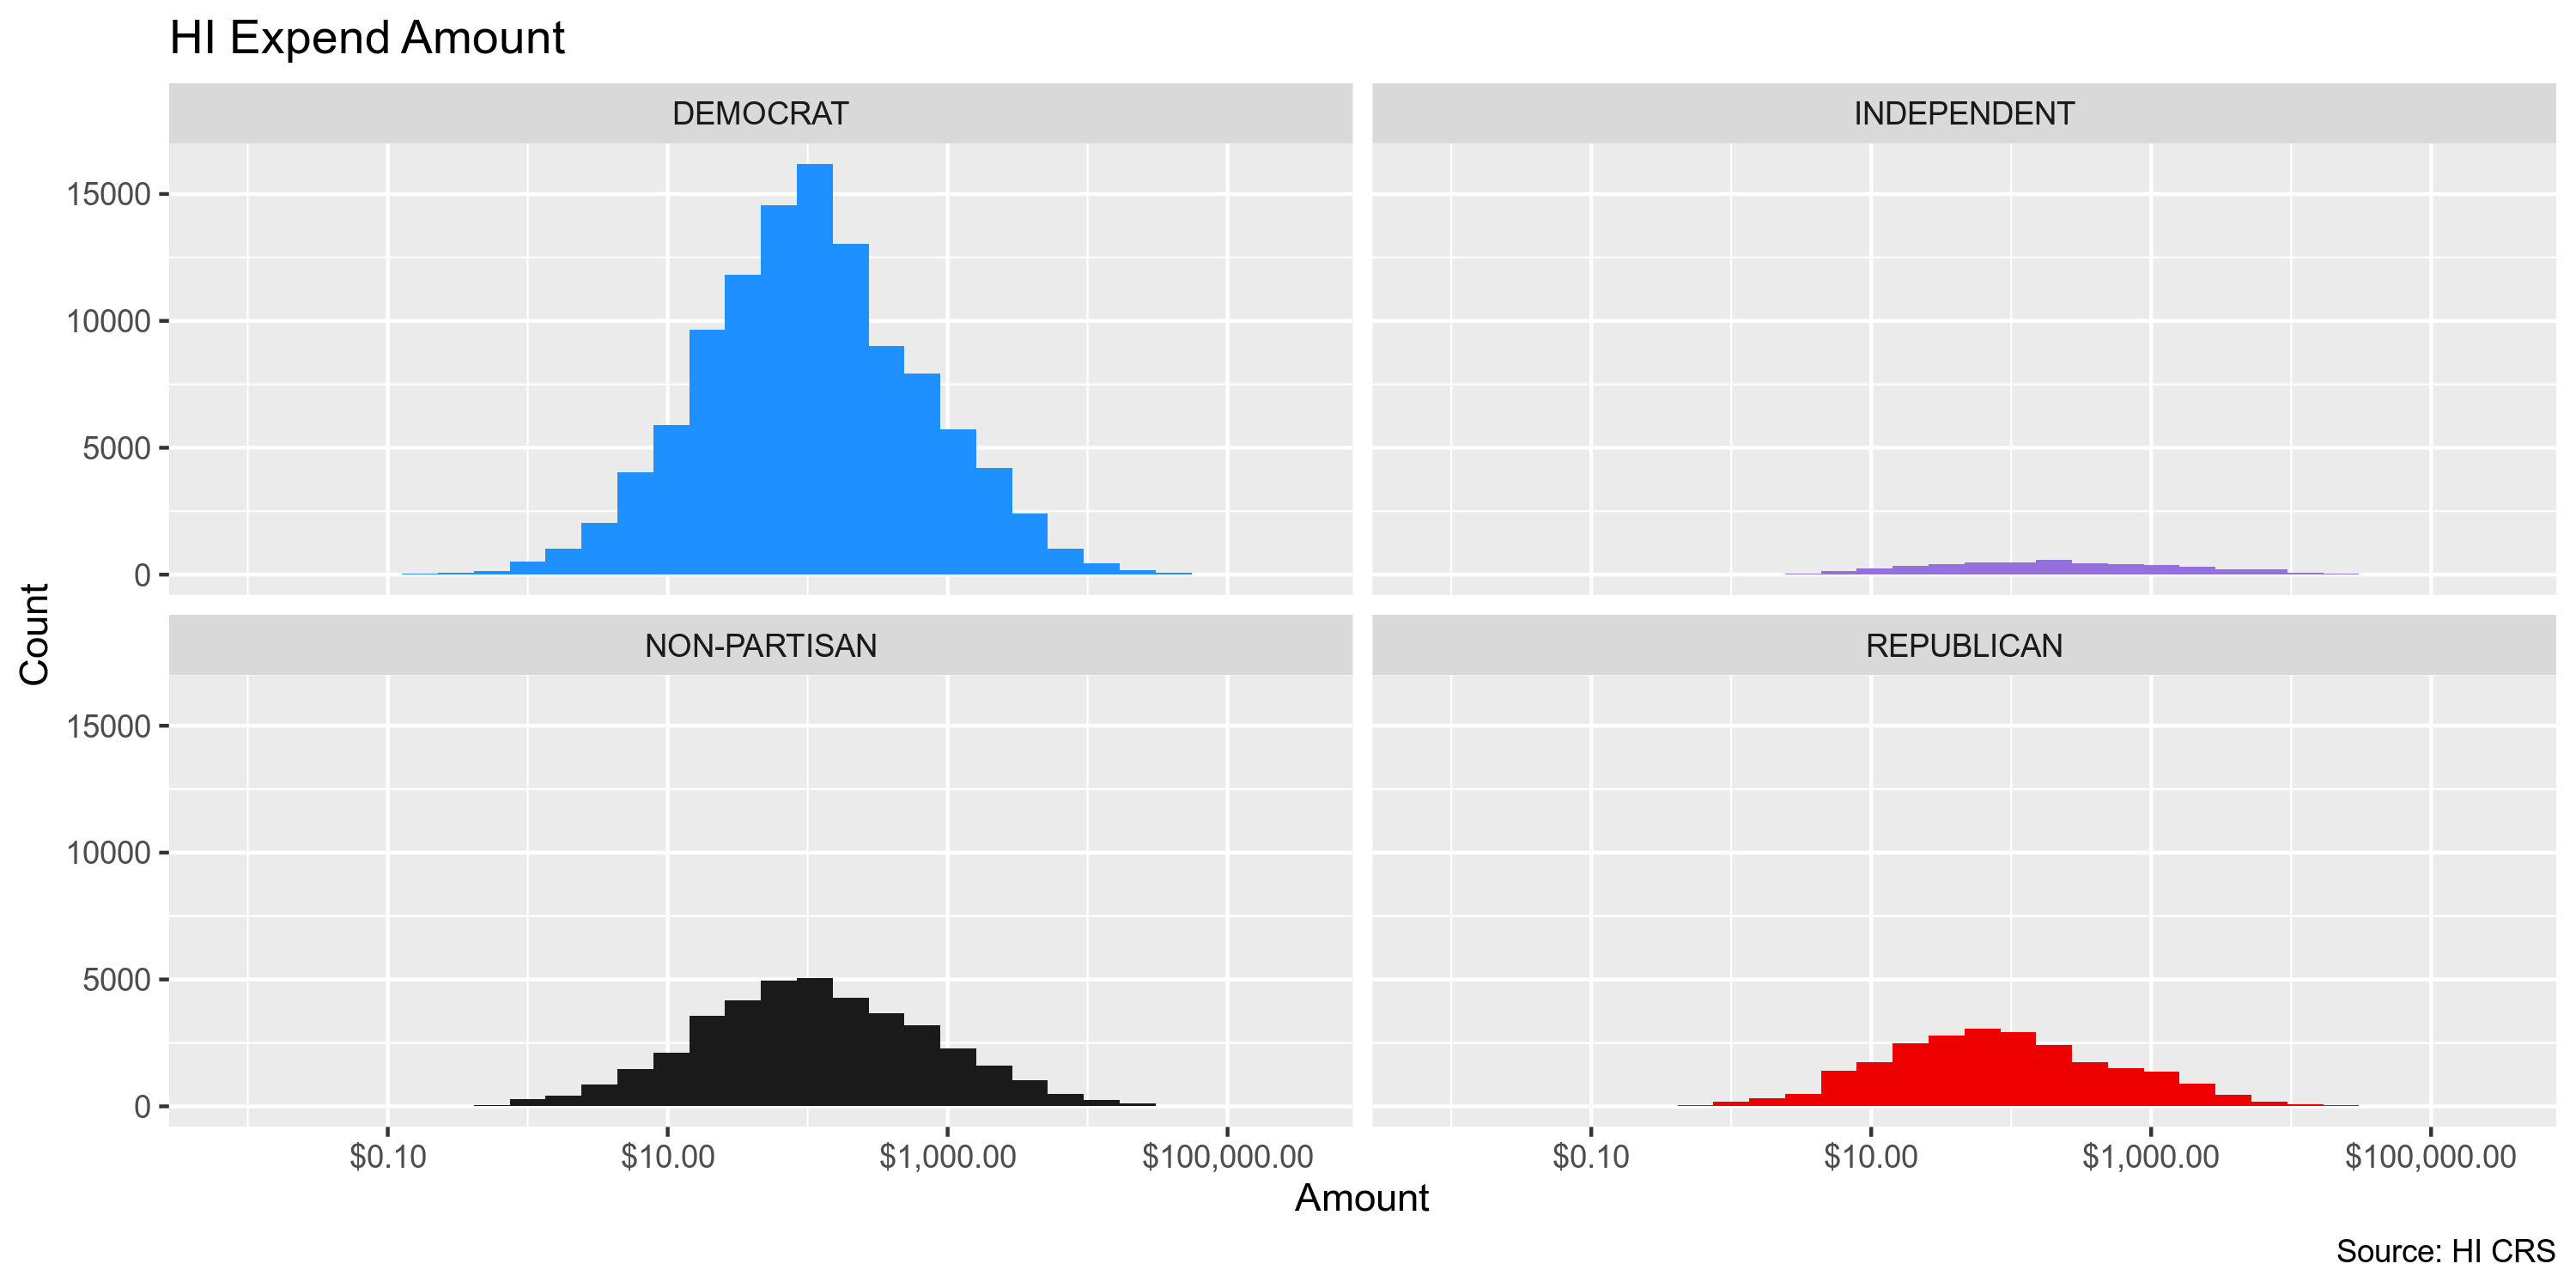 HI Expend Amount
DEMOCRAT
INDEPENDENT
15000
10000
5000
0
Count
NON-PARTISAN
REPUBLICAN
15000
10000
5000
0
$0.10 $10.00 $1,000.00 $100,000.00
$0.10 $10.00 $1,000.00 $100,000.00
Amount
Source: HI CRS